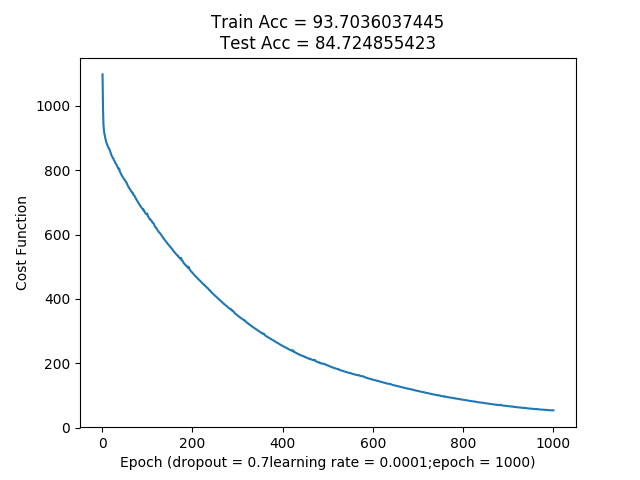 Train Acc = 93.7036037445
Test Acc = 84.724855423
1000
800
600
400
200
0
Cost Function
0 200 400 600 800 1000
Epoch (dropout = 0.7learning rate = 0.0001;epoch = 1000)